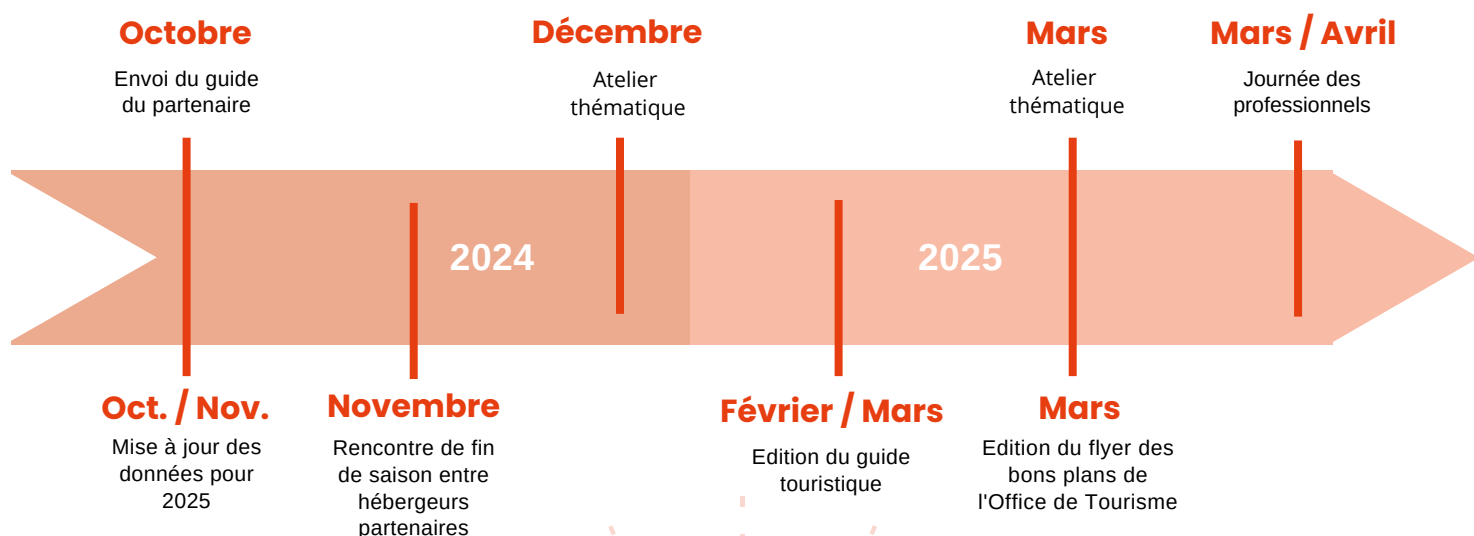 Octobre
Envoi du guide
du partenaire
Décembre
Atelier
thématique
Mars
Atelier
thématique
Mars / Avril
Journée des
professionnels
2024
2025
Oct. / Nov.
Mise à jour des
données pour
2025
Novembre
Rencontre de fin
de saison entre
hébergeurs
partenaires
Février / Mars
Edition du guide
touristique
Mars
Edition du flyer des
bons plans de
l'Office de Tourisme